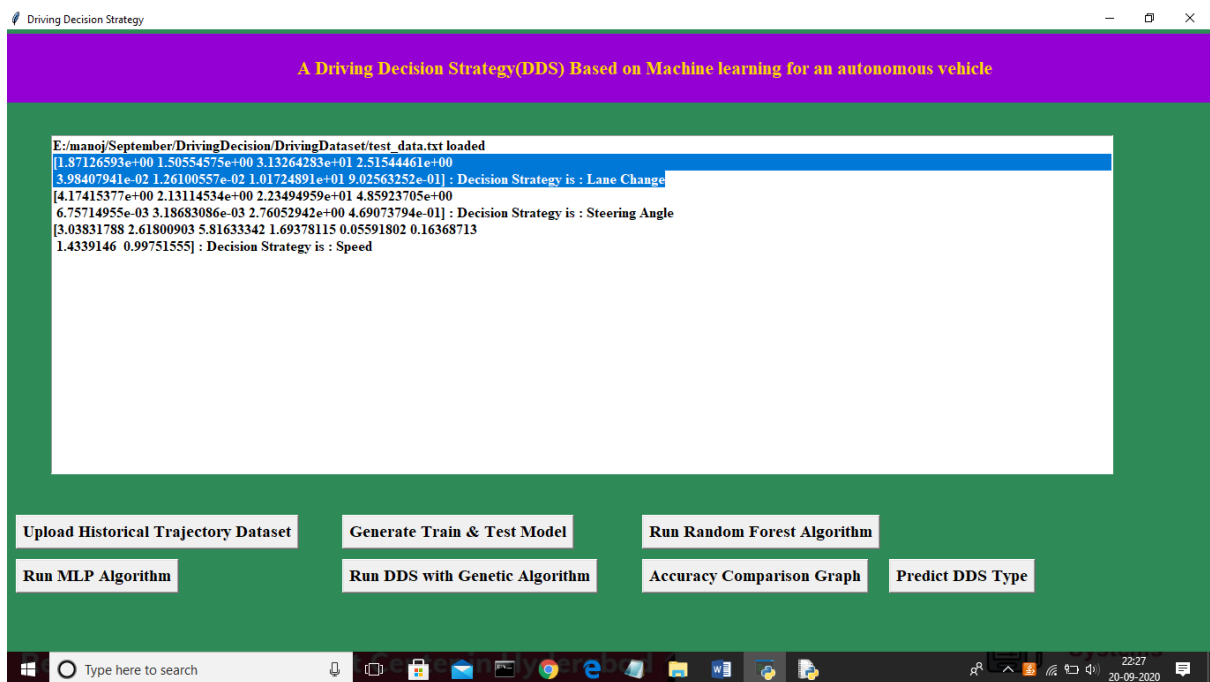 Driving Decision Strategy
A Driving Decision Strategy(DDS) Based on Machine learning for an autonomous vehicle
E:/manoj/September/DrivingDecision/DrivingDataset/test_data.txt loaded
[1.87126593e+00 1.50554575e+00 3.13264283e+01 2.51544461e+00
3.98407941e-02 1.26100557e-02 1.01724891e+01 9.02563252e-01] : Decision Strategy is : Lane Change
[4.17415377e+00 2.13114534e+00 2.23494959e+01 4.85923705e+00
6.75714955e-03 3.18683086e-03 2.76052942e+00 4.69073794e-01] : Decision Strategy is : Steering Angle
[3.03831788 2.61800903 5.81633342 1.69378115 0.05591802 0.16368713
1.4339146 0.99751555] : Decision Strategy is : Speed
Upload Historical Trajectory Dataset Generate Train & Test Model Run Random Forest Algorithm
Run MLP Algorithm Run DDS with Genetic Algorithm Accuracy Comparison Graph Predict DDS Type
Type here to search
22:27
20-09-2020